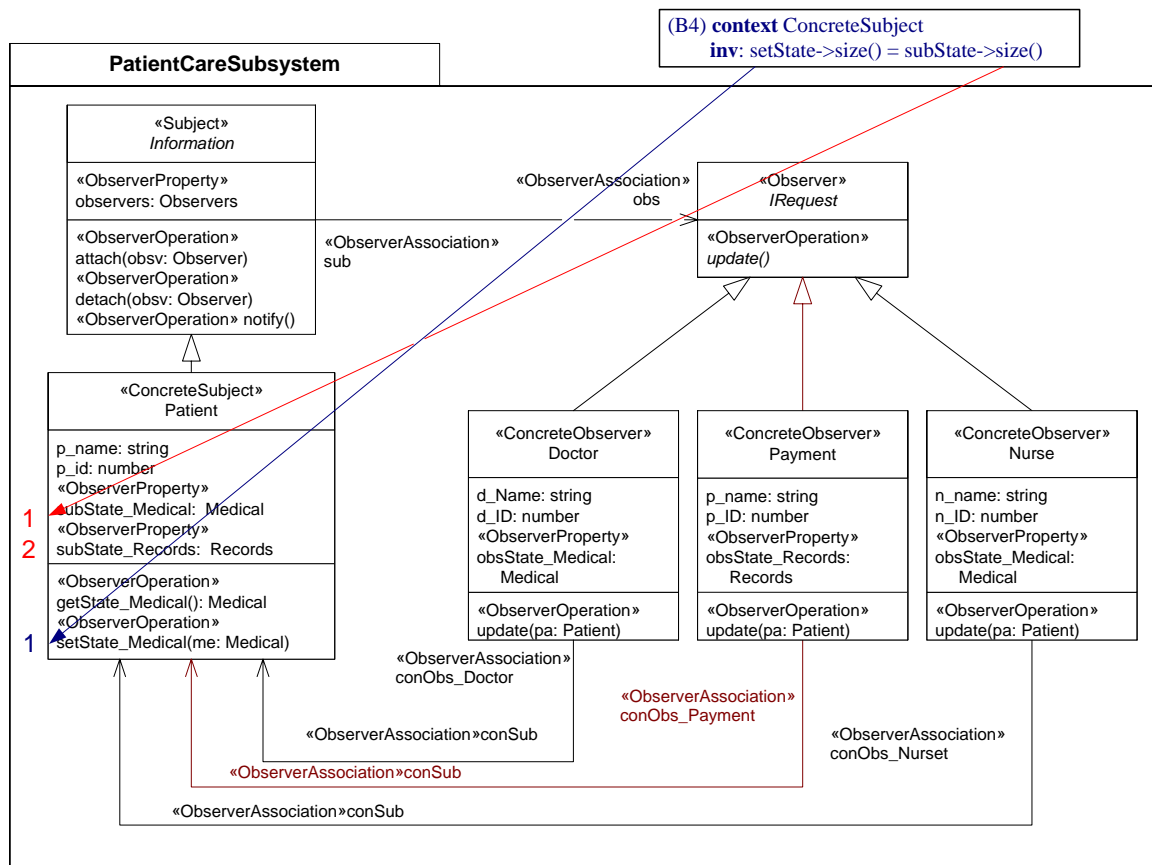 (B4) context ConcreteSubject
inv: setState->size() = subState->size()
PatientCareSubsystem
«Subject»
Information
«ObserverProperty»
observers: Observers
«ObserverOperation»
attach(obsv: Observer)
«ObserverOperation»
detach(obsv: Observer)
«ObserverOperation» notify()
«ObserverAssociation»
obs
«ObserverAssociation»
sub
«Observer»
IRequest
«ObserverOperation»
update()
«ConcreteSubject»
Patient
p_name: string
p_id: number
«ObserverProperty»
subState_Medical: Medical
«ObserverProperty»
subState_Records: Records
«ObserverOperation»
getState_Medical(): Medical
«ObserverOperation»
setState_Medical(me: Medical)
1
2
1
«ConcreteObserver»
Doctor
d_Name: string
d_ID: number
«ObserverProperty»
obsState_Medical:
Medical
«ObserverOperation»
update(pa: Patient)
«ConcreteObserver»
Payment
p_name: string
p_ID: number
«ObserverProperty»
obsState_Records:
Records
«ObserverOperation»
update(pa: Patient)
«ConcreteObserver»
Nurse
n_name: string
n_ID: number
«ObserverProperty»
obsState_Medical:
Medical
«ObserverOperation»
update(pa: Patient)
«ObserverAssociation»
conObs_Doctor
«ObserverAssociation»
conObs_Payment
«ObserverAssociation»
conObs_Nurset
«ObserverAssociation»conSub
«ObserverAssociation»conSub
«ObserverAssociation»conSub